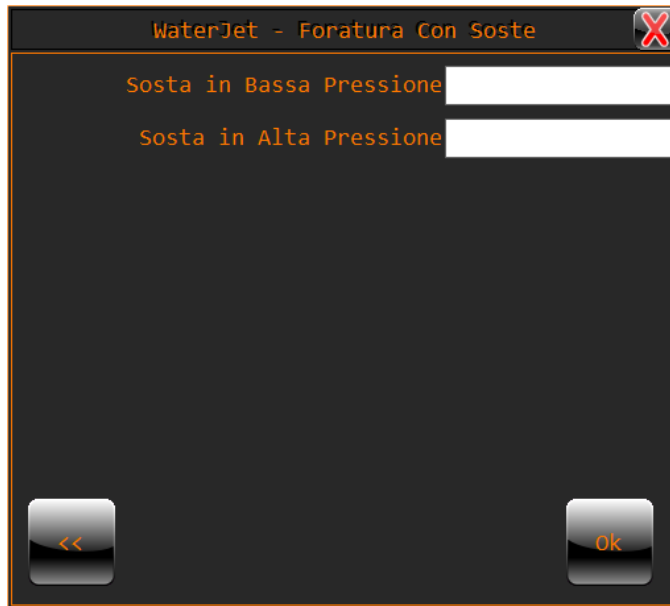 WaterJet - Foratura Con Soste
Sosta in Bassa Pressione
Sosta in Alta Pressione
<< Ok